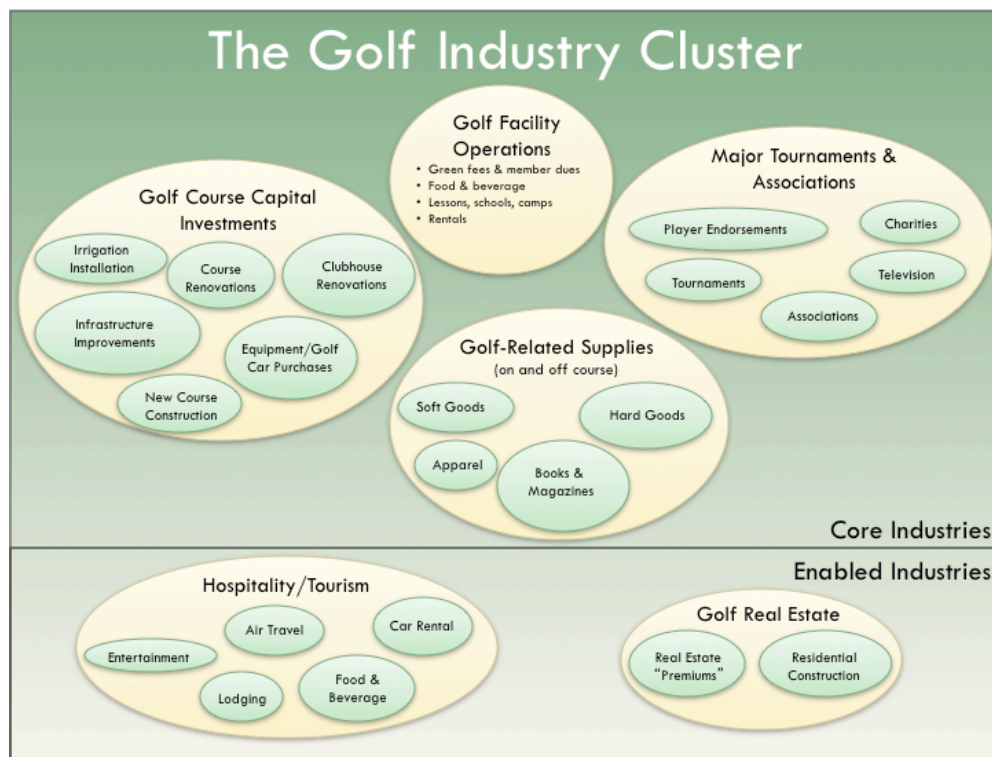 The Golf Industry Cluster
Golf Facility
Operations
• Green fees & member dues
• Food & beverage
• Lessons, schools, camps
• Rentals
Golf Course Capital
Investments
Irrigation
Installation
Course
Renovations
Clubhouse
Renovations
Infrastructure
Improvements
Equipment/Golf
Car Purchases
New Course
Construction
Major Tournaments &
Associations
Player Endorsements
Charities
Tournaments
Television
Associations
Golf-Related Supplies
(on and off course)
Soft Goods
Hard Goods
Apparel
Books &
Magazines
Core Industries
Enabled Industries
Hospitality/Tourism
Entertainment
Air Travel
Car Rental
Lodging
Food &
Beverage
Golf Real Estate
Real Estate
"Premiums"
Residential
Construction